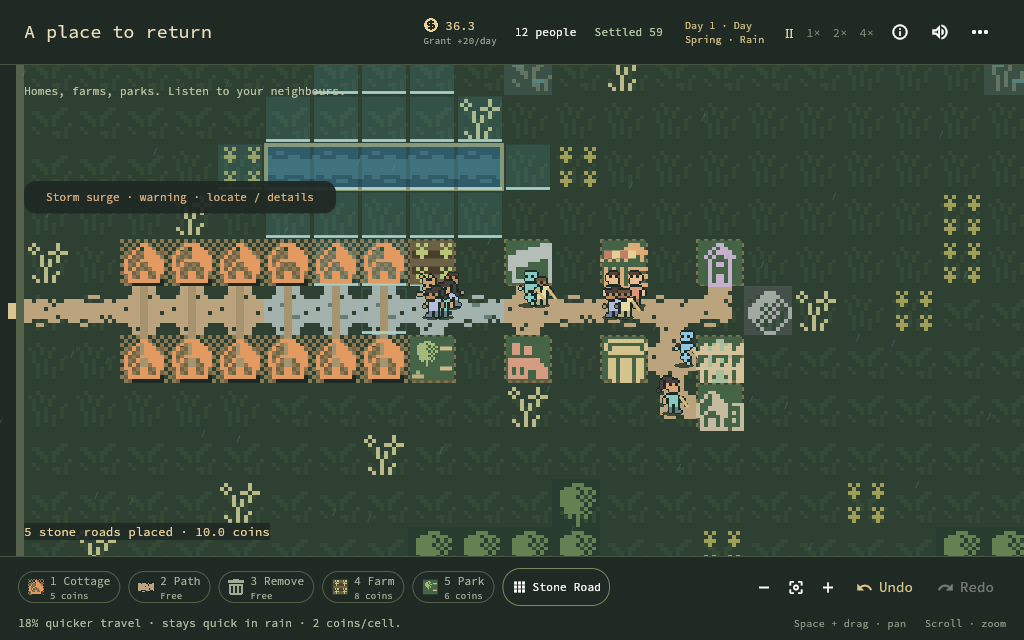 A place to return
36.3
Grant +20/day
12 people
Settled 59
Day 1 · Day
Spring · Rain
II 1× 2× 4×
Homes, farms, parks. Listen to your neighbours.
Storm surge · warning · locate / details
5 stone roads placed · 10.0 coins
1 Cottage
5 coins
2 Path
Free
3 Remove
Free
4 Farm
8 coins
5 Park
6 coins
Stone Road
Undo
Redo
18% quicker travel · stays quick in rain · 2 coins/cell.
Space + drag · pan
Scroll · zoom